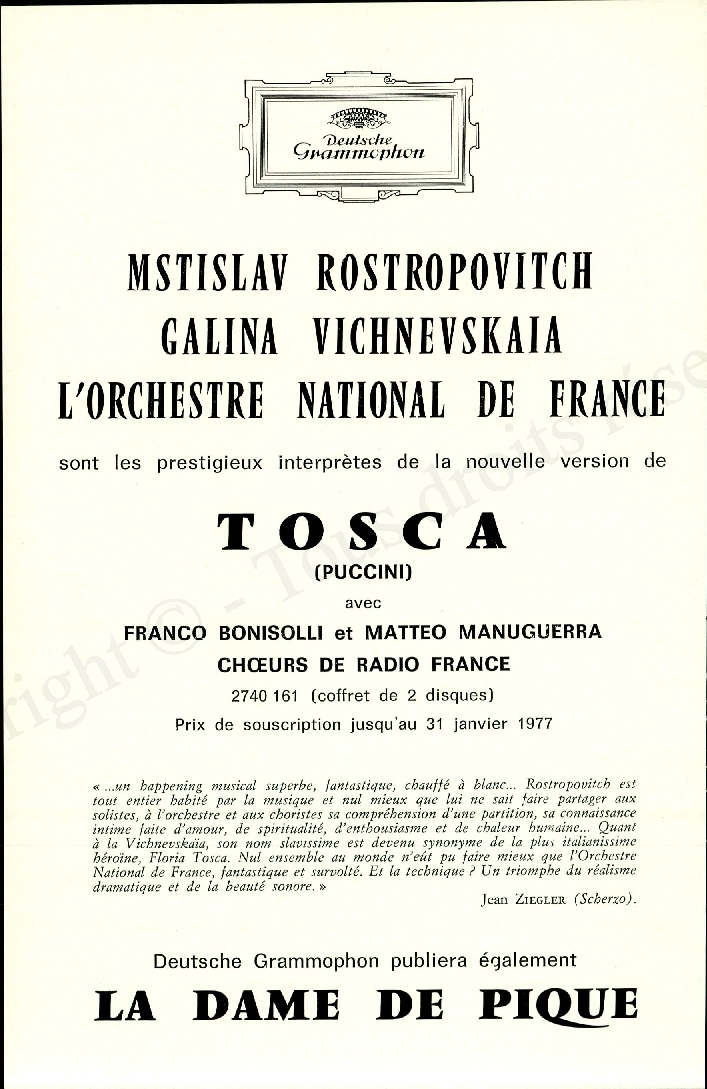 Deutsche
Grammophon
MSTISLAV ROSTROPOVITCH
GALINA VICHNEVSKAIA
L'ORCHESTRE NATIONAL DE FRANCE
sont les prestigieux interprètes de la nouvelle version de
TOSCA
(PUCCINI)
avec
FRANCO BONISOLLI et MATTEO MANUGUERRA
CHŒURS DE RADIO FRANCE
2740 161 (coffret de 2 disques)
Prix de souscription jusqu'au 31 janvier 1977
« ...un happening musical superbe, fantastique, chauffé à blanc... Rostropovitch est
tout entier habité par la musique et nul mieux que lui ne sait faire partager aux
solistes, à l'orchestre et aux choristes sa compréhension d'une partition, sa connaissance
intime faite d'amour, de spiritualité, d'enthousiasme et de chaleur humaine... Quant
à la Vichnevskaïa, son nom slavissime est devenu synonyme de la plus italianissime
héroïne, Floria Tosca. Nul ensemble au monde n'eût pu faire mieux que l'Orchestre
National de France, fantastique et survolté. Et la technique ? Un triomphe du réalisme
dramatique et de la beauté sonore. »
Jean ZIEGLER (Scherzo).
Deutsche Grammophon publiera également
LA DAME DE PIQUE
right © - Tous droits rése